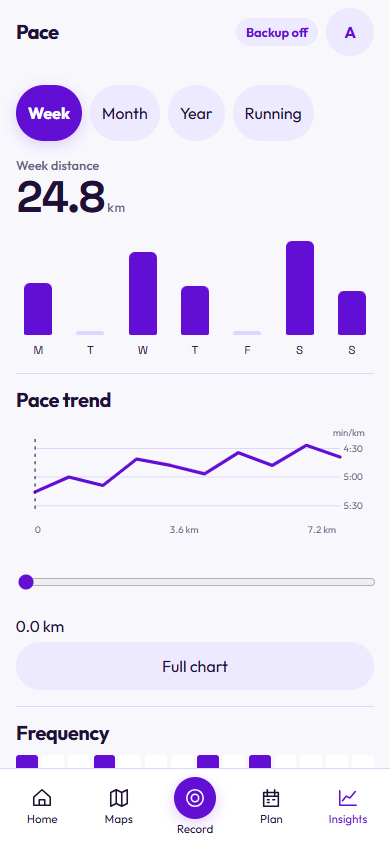 Pace
Backup off
A
Week
Month
Year
Running
Week distance
24.8 km
M T W T F S S
Pace trend
min/km
4:30
5:00
5:30
0 3.6 km 7.2 km
0.0 km
Full chart
Frequency
Home
Maps
Record
Plan
Insights